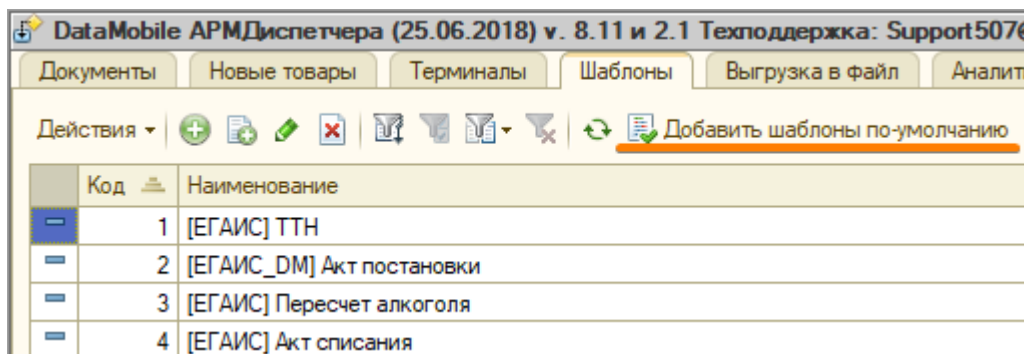 DataMobile АРМДиспетчера (25.06.2018) v. 8.11 и 2.1 Техподдержка: Support507@
Документы Новые товары Терминалы Шаблоны Выгрузка в файл Аналит
Действия Добавить шаблоны по-умолчанию
Код Наименование
1 [ЕГАИС] ТТН
2 [ЕГАИС_DM] Акт постановки
3 [ЕГАИС] Пересчет алкоголя
4 [ЕГАИС] Акт списания